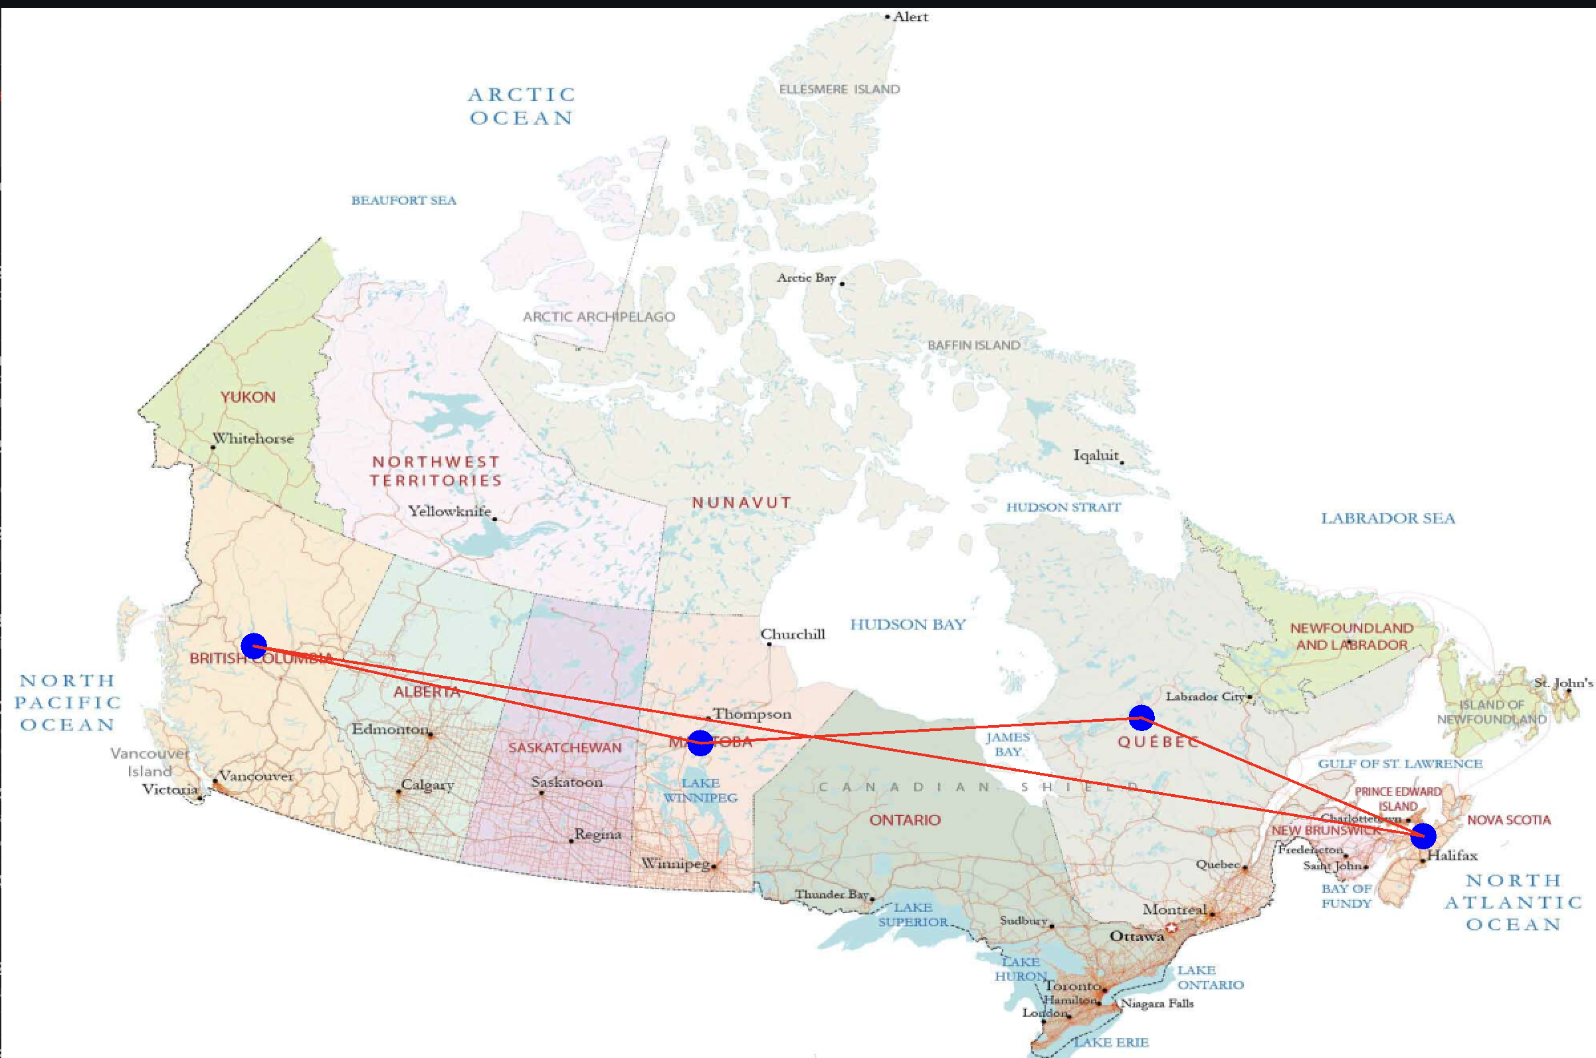 Alert
ELLESMERE ISLAND
ARCTIC
OCEAN
BEAUFORT SEA
Arctic Bay
ARCTIC ARCHIPELAGO
BAFFIN ISLAND
YUKON
Whitehorse
NORTHWEST
TERRITORIES
Yellowknife
NUNAVUT
Iqaluit
HUDSON STRAIT
LABRADOR SEA
HUDSON BAY
Churchill
NEWFOUNDLAND
AND LABRADOR
BRITISH COLUMBIA
NORTH
PACIFIC
OCEAN
ALBERTA
Labrador City
St. John's
ISLAND OF
NEWFOUNDLAND
Thompson
Edmonton
SASKATCHEWAN
MANITOBA
JAMES
BAY
QUÉBEC
Vancouver
Island
Vancouver
Victoria
Calgary
Saskatoon
LAKE
WINNIPEG
CANADIAN SHIELD
GULF OF ST. LAWRENCE
PRINCE EDWARD
ISLAND
Charlottetown
NOVA SCOTIA
Regina
ONTARIO
NEW BRUNSWICK
Fredericton
Saint John
Halifax
Winnipeg
Quebec
BAY OF
FUNDY
NORTH
ATLANTIC
OCEAN
Thunder Bay
LAKE
SUPERIOR
Sudbury
Montreal
Ottawa
LAKE
HURON
LAKE
ONTARIO
Toronto
Hamilton
Niagara Falls
London
LAKE ERIE